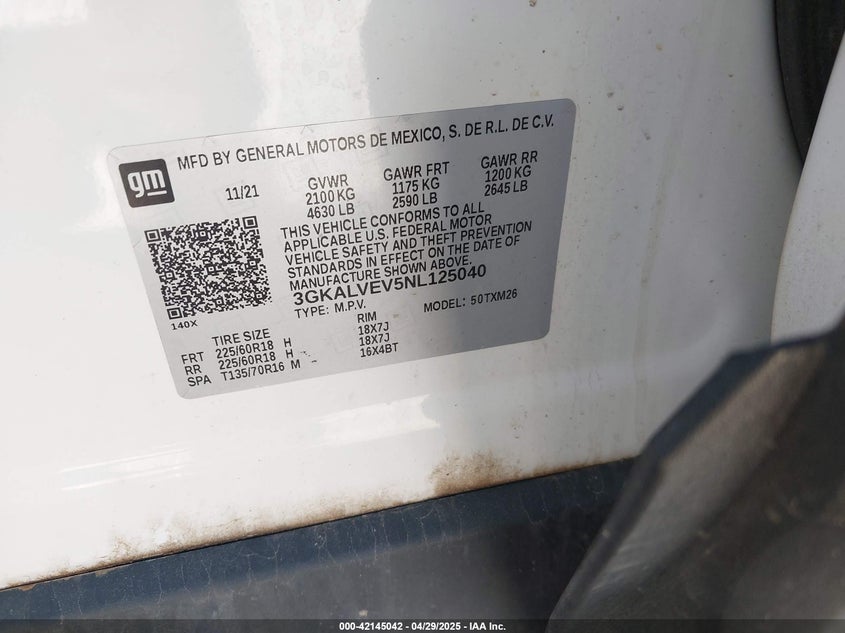 gm
MFD BY GENERAL MOTORS DE MEXICO, S. DE R.L. DE C.V.
11/21
GVWR GAWR FRT GAWR RR
2100 KG 1175 KG 1200 KG
4630 LB 2590 LB 2645 LB
THIS VEHICLE CONFORMS TO ALL
APPLICABLE U.S. FEDERAL MOTOR
VEHICLE SAFETY AND THEFT PREVENTION
STANDARDS IN EFFECT ON THE DATE OF
MANUFACTURE SHOWN ABOVE.
3GKALVEV5NL125040
TYPE: M.P.V. MODEL: 50TXM26
140X
TIRE SIZE RIM
FRT 225/60R18 H 18X7J
RR 225/60R18 H 18X7J
SPA T135/70R16 M 16X4BT
000-42145042 / 04/29/2025 - IAA Inc.